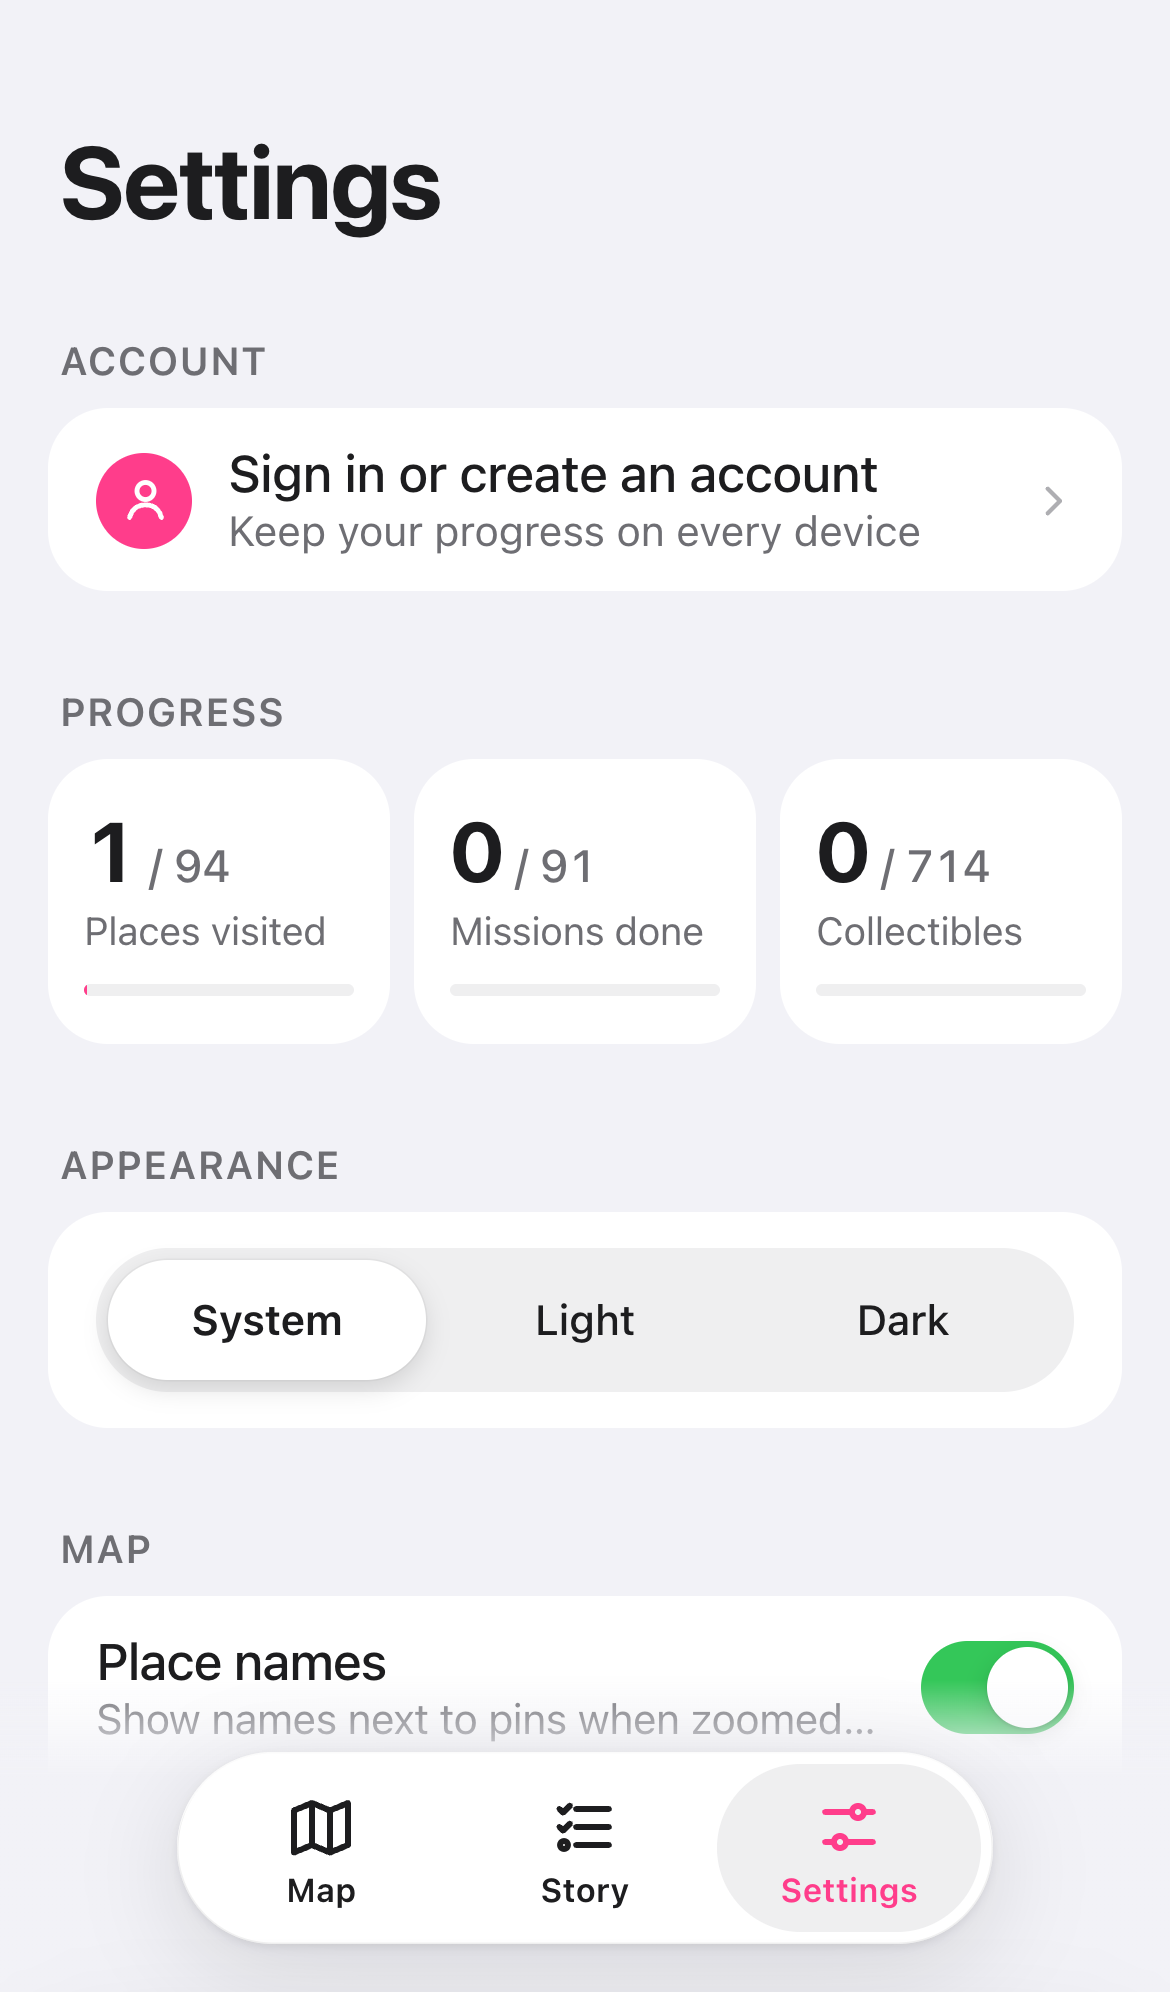 Settings
ACCOUNT
Sign in or create an account
Keep your progress on every device
PROGRESS
1 / 94
Places visited
0 / 91
Missions done
0 / 714
Collectibles
APPEARANCE
System
Light
Dark
MAP
Place names
Show names next to pins when zoomed...
Map
Story
Settings